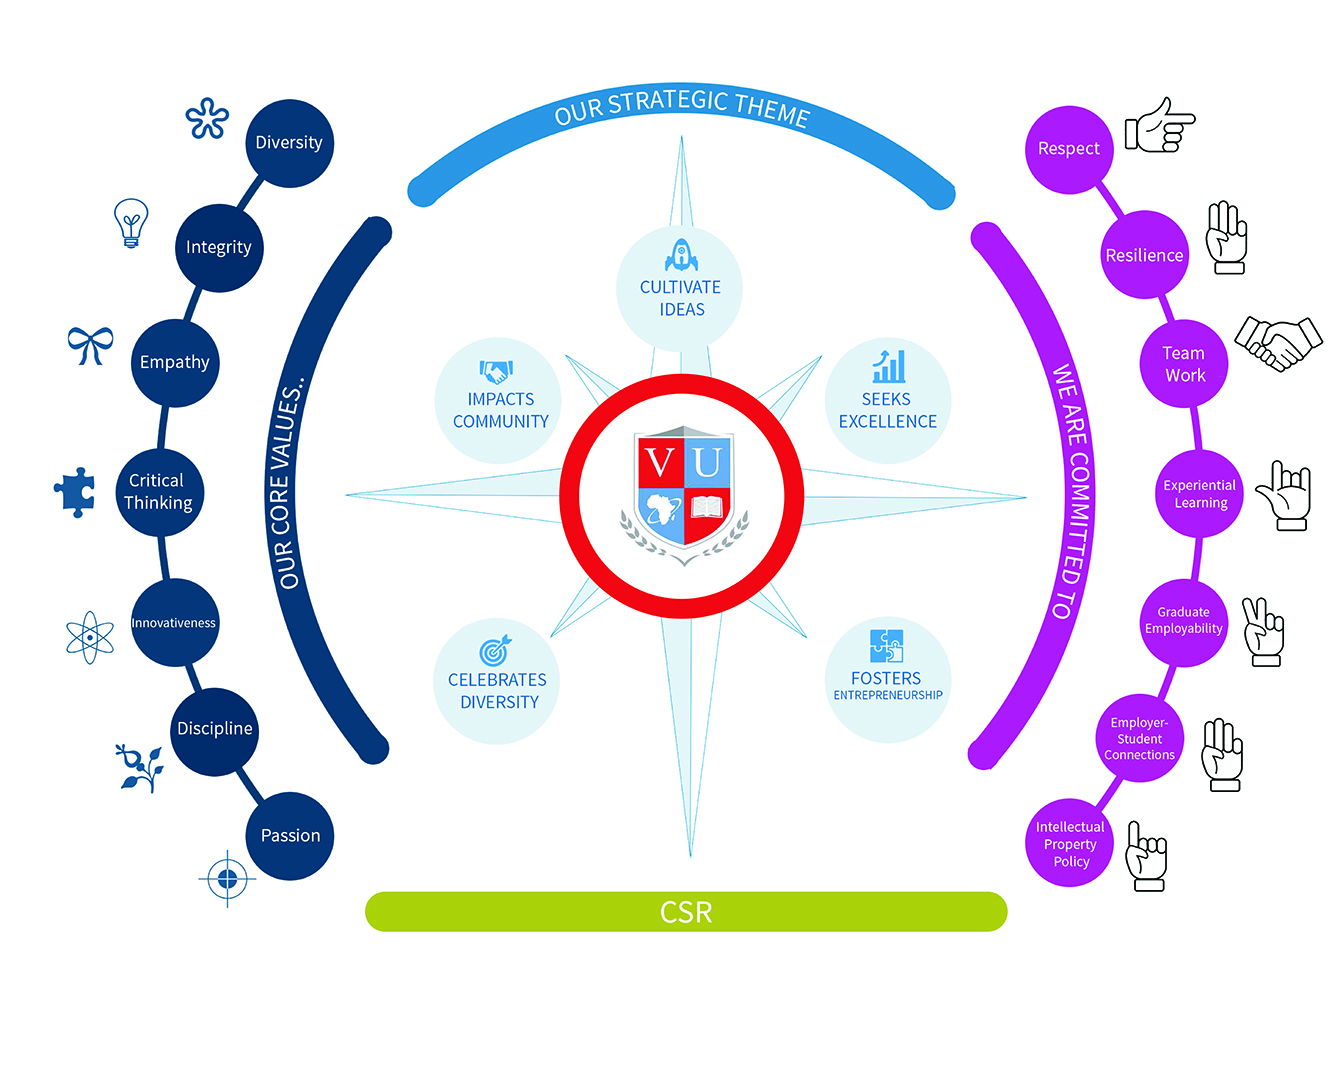 OUR STRATEGIC THEME
OUR CORE VALUES..
Diversity
Integrity
Empathy
Critical
Thinking
Innovativeness
Discipline
Passion
CULTIVATE
IDEAS
IMPACTS
COMMUNITY
SEEKS
EXCELLENCE
V U
CELEBRATES
DIVERSITY
FOSTERS
ENTREPRENEURSHIP
WE ARE COMMITTED TO
Respect
Resilience
Team
Work
Experiential
Learning
Graduate
Employability
Employer-
Student
Connections
Intellectual
Property
Policy
CSR